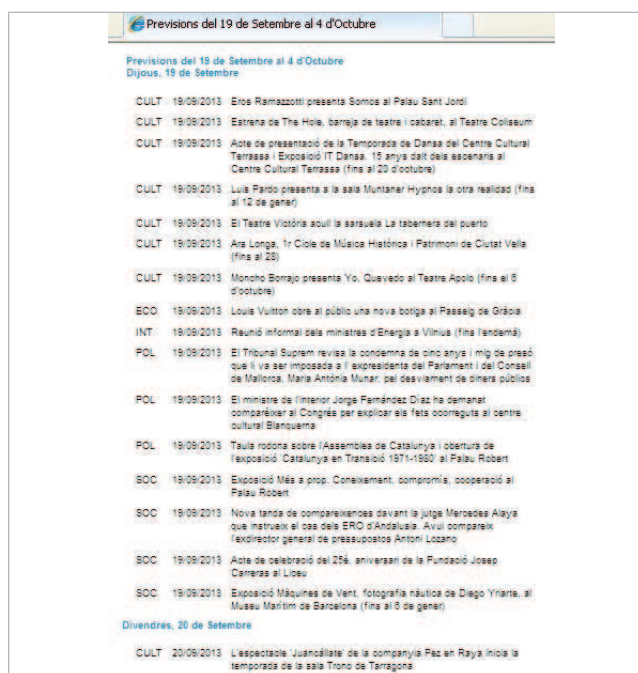 Previsions del 19 de Setembre al 4 d'Octubre
Previsions del 19 de Setembre al 4 d'Octubre
Dijous, 19 de Setembre
CULT 19/09/2013 Eros Ramazzotti presenta Somos al Palau Sant Jordi
CULT 19/09/2013 Estrena de The Hole, barreja de teatre i cabaret, al Teatre Coliseum
CULT 19/09/2013 Acte de presentació de la Temporada de Dansa del Centre Cultural
Terrassa i Exposició IT Dansa. 15 anys dalt dels escenaris al
Centre Cultural Terrassa (fins al 20 d'octubre)
CULT 19/09/2013 Luis Pardo presenta a la sala Muntaner Hypnos la otra realidad (fins
al 12 de gener)
CULT 19/09/2013 El Teatre Victòria acull la sarsuela La tabernera del puerto
CULT 19/09/2013 Ars Longa, 1r Cicle de Música Històrica i Patrimoni de Ciutat Vella
(fins al 28)
CULT 19/09/2013 Moncho Borrajo presenta Yo, Quevedo al Teatre Apolo (fins el 6
d'octubre)
ECO 19/09/2013 Louis Vuitton obre al públic una nova botiga al Passeig de Gràcia
INT 19/09/2013 Reunió informal dels ministres d'Energia a Vilnius (fins l'endemà)
POL 19/09/2013 El Tribunal Suprem revisa la condemna de cinc anys i mig de presó
que li va ser imposada a l' expresidenta del Parlament i del Consell
de Mallorca, Maria Antònia Munar, pel desviament de diners públics
POL 19/09/2013 El ministre de l'Interior Jorge Fernández Díaz ha demanat
comparèixer al Congrés per explicar els fets ocorreguts al centre
cultural Blanquerna
POL 19/09/2013 Taula rodona sobre l'Assemblea de Catalunya i obertura de
l'exposició 'Catalunya en Transició 1971-1980' al Palau Robert
SOC 19/09/2013 Exposició Més a prop. Coneixament, compromís, cooperació al
Palau Robert
SOC 19/09/2013 Nova tanda de compareixences davant la jutge Mercedes Alaya
que instrueix el cas dels ERO d'Andalusia. Avui compareix
l'exdirector general de pressupostos Antoni Lozano
SOC 19/09/2013 Acte de celebració del 25è. aniversari de la Fundació Josep
Carreras al Liceu
SOC 19/09/2013 Exposició Màquines de Vent, fotografia nàutica de Diego Yriarte, al
Museu Marítim de Barcelona (fins al 6 de gener)
Divendres, 20 de Setembre
CULT 20/09/2013 L'espectacle 'Juancállate' de la companyia Pez en Raya inicia la
temporada de la sala Trono de Tarragona